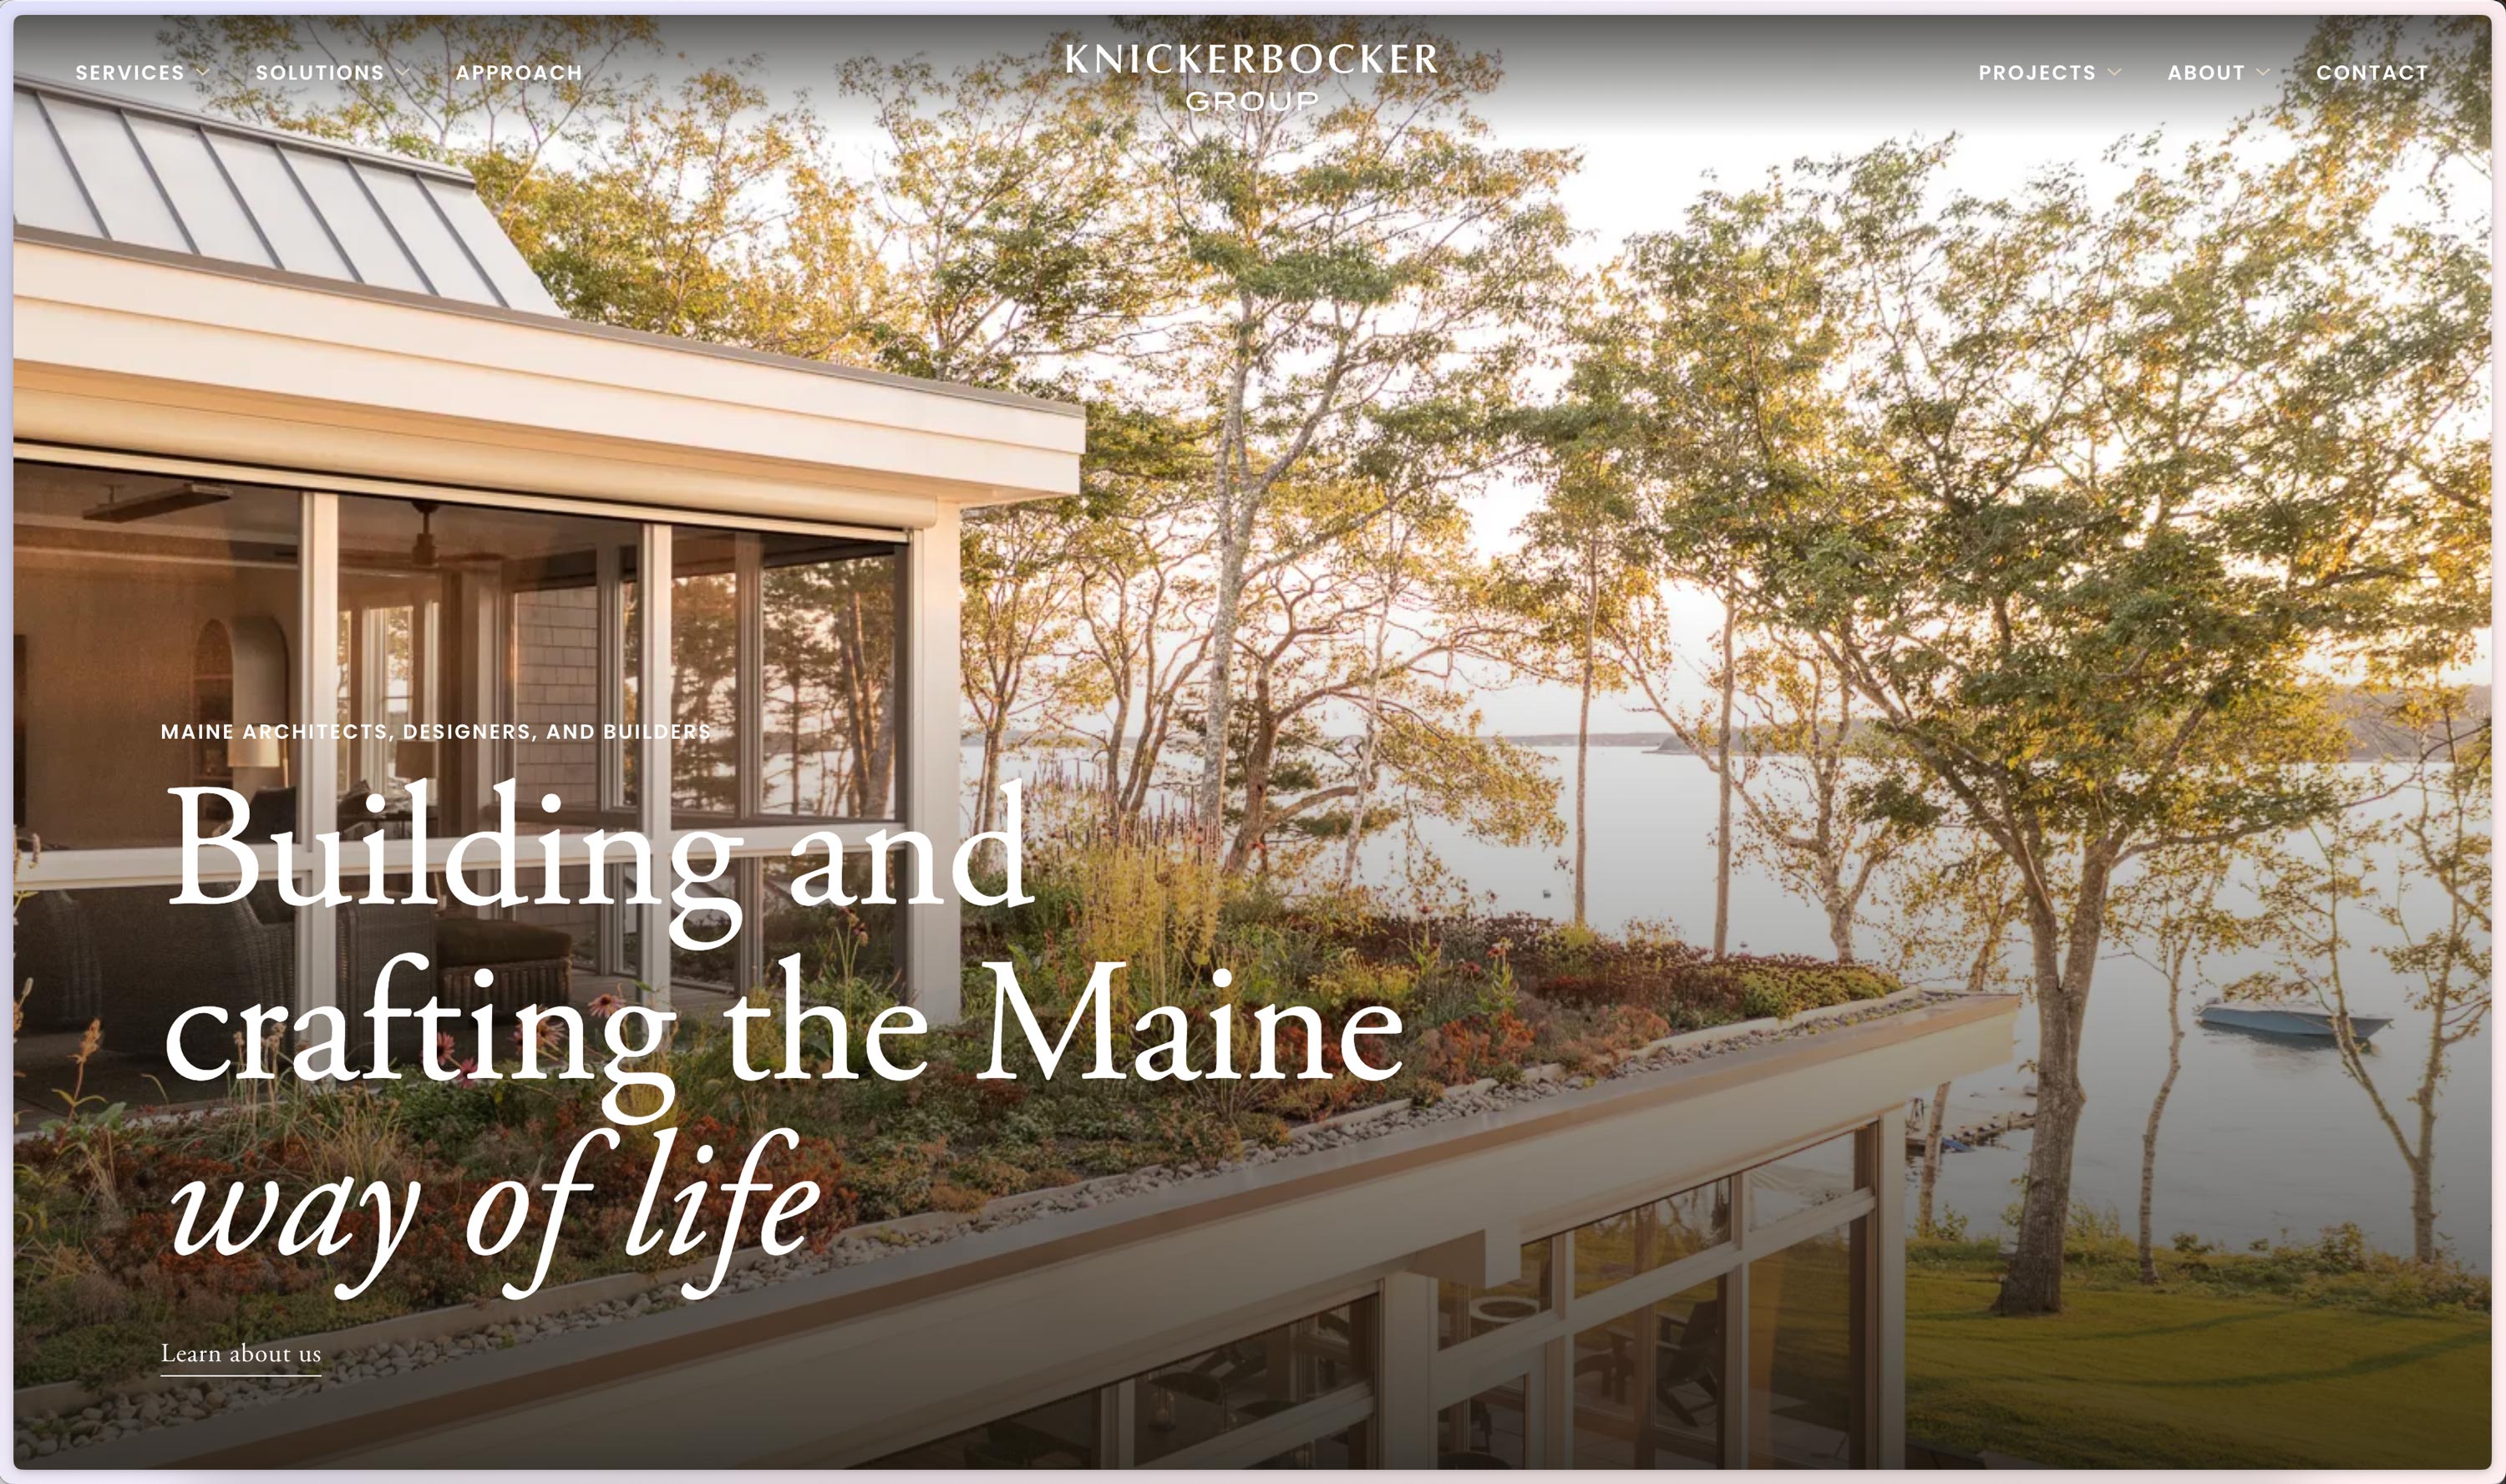 SERVICES
SOLUTIONS
APPROACH
KNICKERBOCKER
GROUP
PROJECTS
ABOUT
CONTACT
MAINE ARCHITECTS, DESIGNERS, AND BUILDERS
Building and
crafting the Maine
way of life
Learn about us